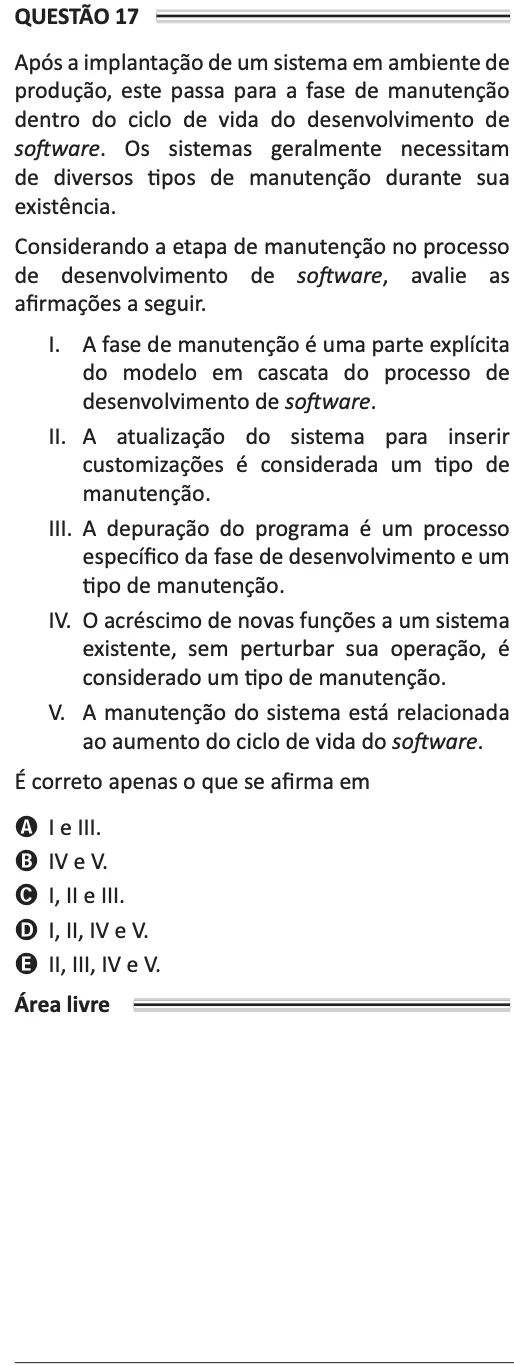 QUESTÃO 17
Após a implantação de um sistema em ambiente de
produção, este passa para a fase de manutenção
dentro do ciclo de vida do desenvolvimento de
software. Os sistemas geralmente necessitam
de diversos tipos de manutenção durante sua
existência.
Considerando a etapa de manutenção no processo
de desenvolvimento de software, avalie as
afirmações a seguir.
I. A fase de manutenção é uma parte explícita
do modelo em cascata do processo de
desenvolvimento de software.
II. A atualização do sistema para inserir
customizações é considerada um tipo de
manutenção.
III. A depuração do programa é um processo
específico da fase de desenvolvimento e um
tipo de manutenção.
IV. O acréscimo de novas funções a um sistema
existente, sem perturbar sua operação, é
considerado um tipo de manutenção.
V. A manutenção do sistema está relacionada
ao aumento do ciclo de vida do software.
É correto apenas o que se afirma em
A I e III.
B IV e V.
C I, II e III.
D I, II, IV e V.
E II, III, IV e V.
Área livre